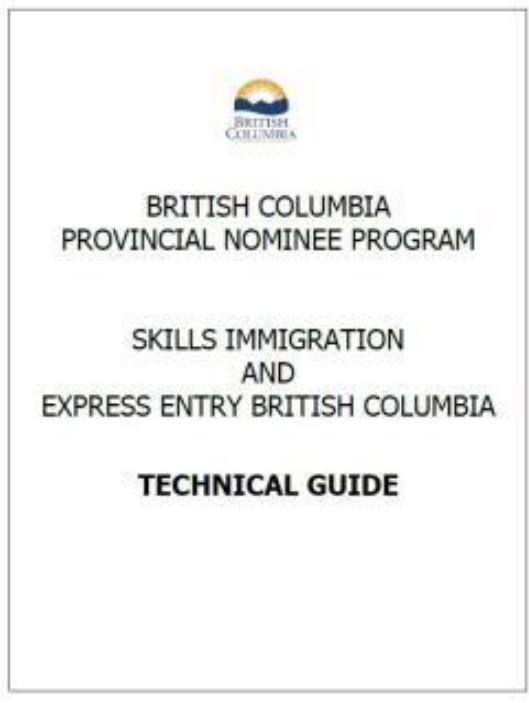 BRITISH
COLUMBIA
BRITISH COLUMBIA
PROVINCIAL NOMINEE PROGRAM
SKILLS IMMIGRATION
AND
EXPRESS ENTRY BRITISH COLUMBIA
TECHNICAL GUIDE